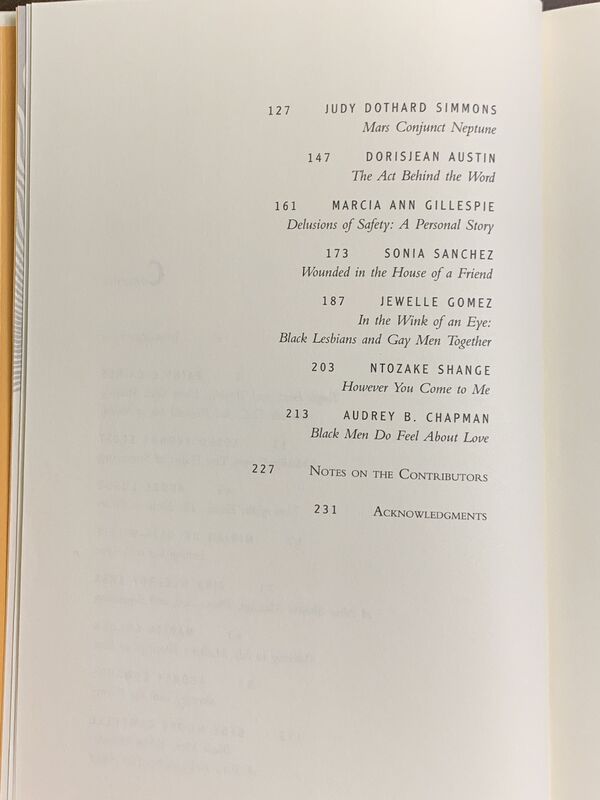 127 JUDY DOTHARD SIMMONS
Mars Conjunct Neptune
147 DORISJEAN AUSTIN
The Act Behind the Word
161 MARCIA ANN GILLESPIE
Delusions of Safety: A Personal Story
173 SONIA SANCHEZ
Wounded in the House of a Friend
187 JEWELLE GOMEZ
In the Wink of an Eye:
Black Lesbians and Gay Men Together
203 NTOZAKE SHANGE
However You Come to Me
213 AUDREY B. CHAPMAN
Black Men Do Feel About Love
227 NOTES ON THE CONTRIBUTORS
231 ACKNOWLEDGMENTS